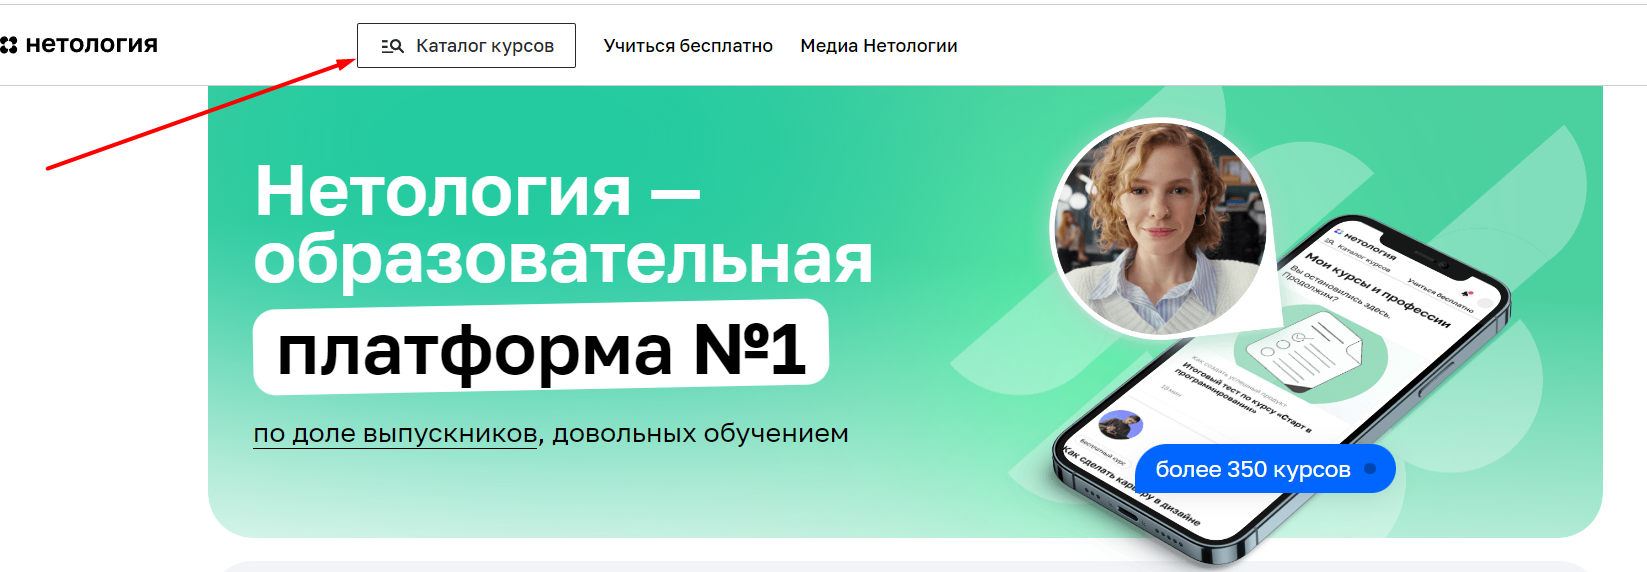 нетология
Каталог курсов
Учиться бесплатно
Медиа Нетологии
Нетология —
образовательная
платформа №1
по доле выпускников, довольных обучением
нетология
Каталог курсов
Учиться бесплатно
Мои курсы и профессии
Вы остановились здесь.
Продолжим?
Как создать успешный продукт
Итоговый тест по курсу «Старт в
программировании»
15 мин
Бесплатный курс
Как сделать карьеру в дизайне
более 350 курсов